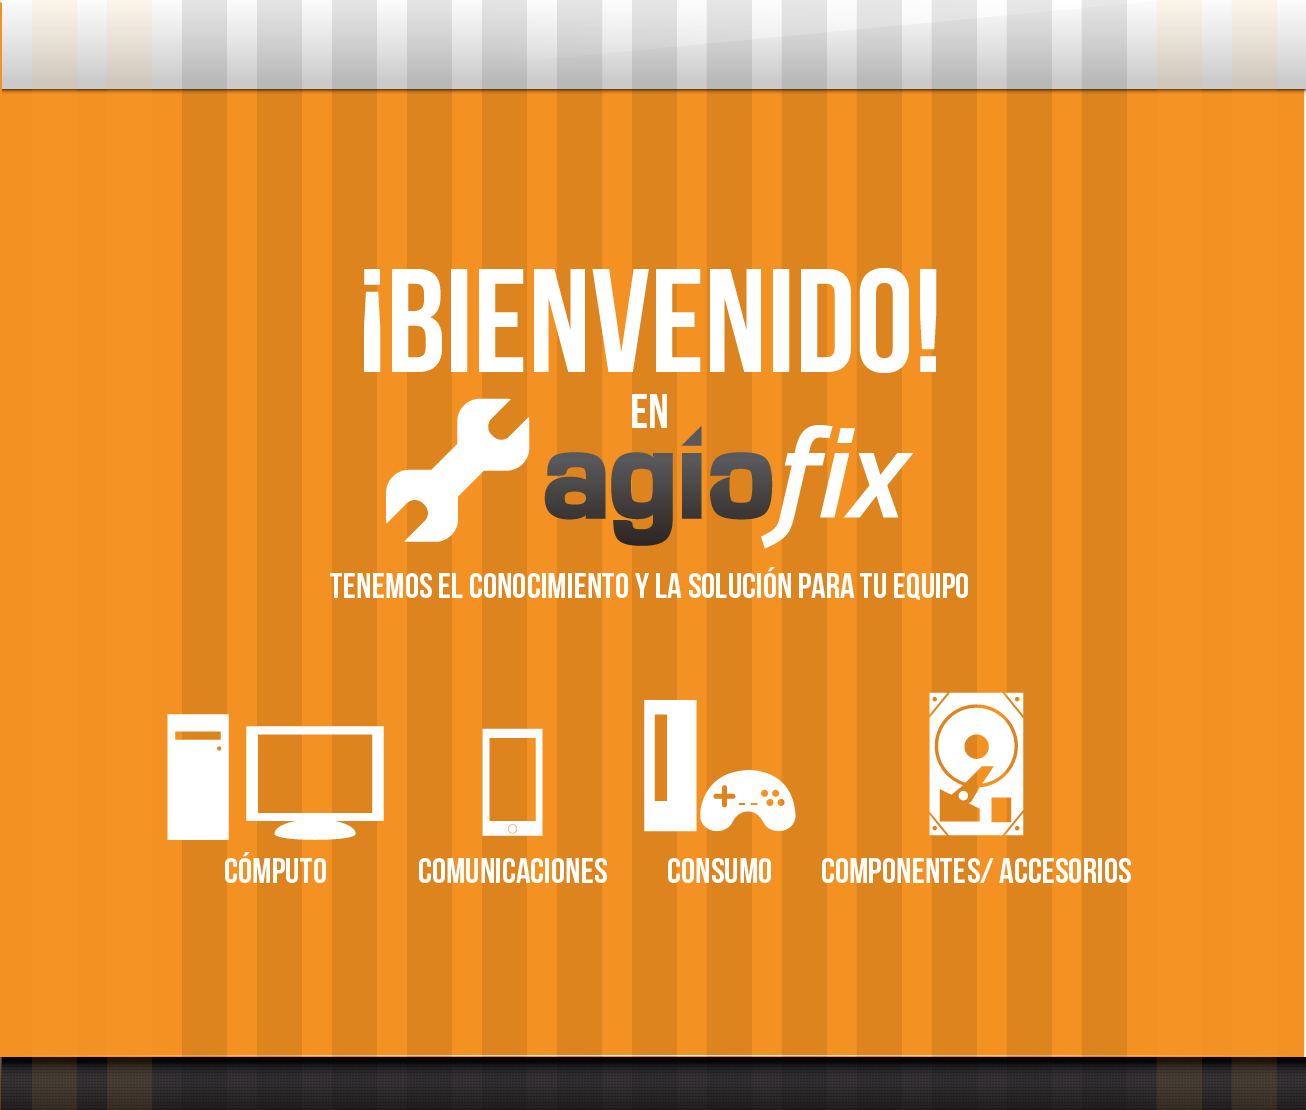 ¡BIENVENIDO!
EN
agiofix
TENEMOS EL CONOCIMIENTO Y LA SOLUCIÓN PARA TU EQUIPO
CÓMPUTO COMUNICACIONES CONSUMO COMPONENTES/ ACCESORIOS